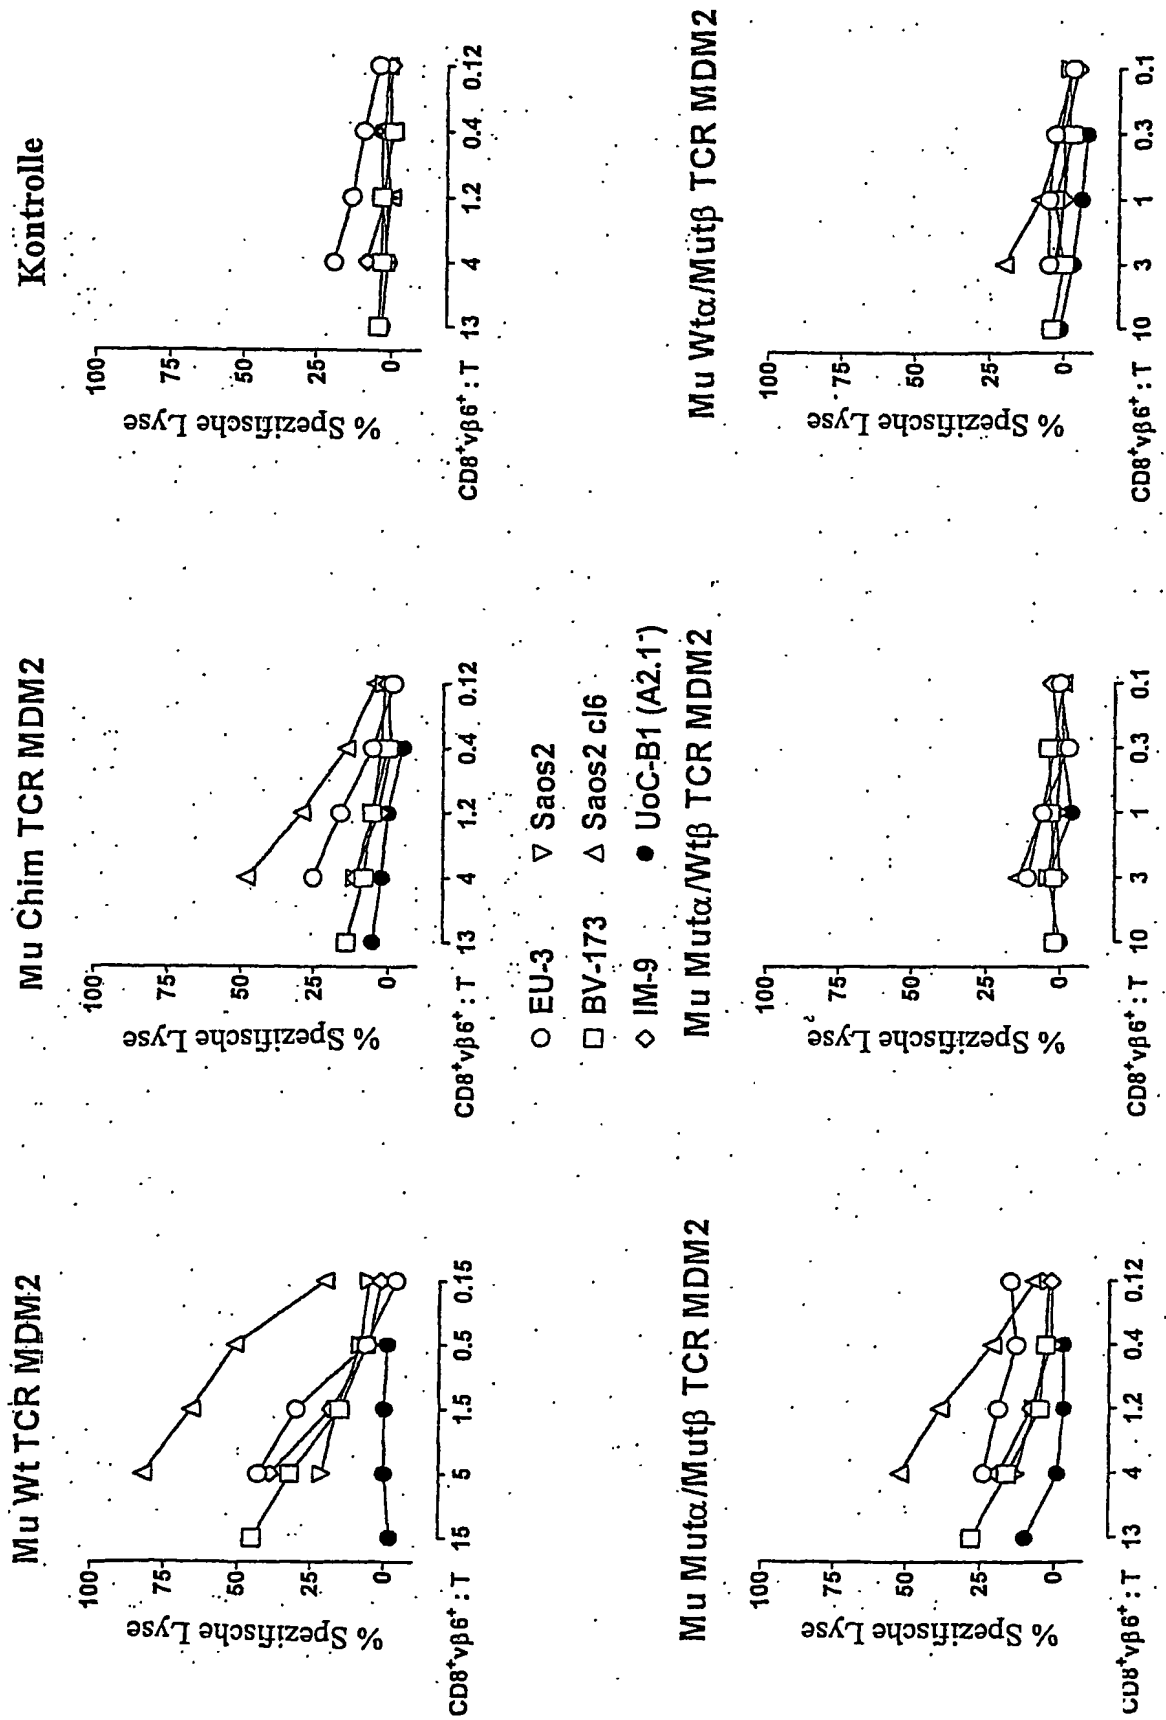 Mu Wt TCR MDM2
% Spezifische Lyse
100
75
50
25
0
CD8⁺vβ6⁺:T 15 5 1.5 0.5 0.15
Mu Chim TCR MDM2
% Spezifische Lyse
100
75
50
25
0
CD8⁺vβ6⁺:T 13 4 1.2 0.4 0.12
Kontrolle
% Spezifische Lyse
100
75
50
25
0
CD8⁺vβ6⁺:T 13 4 1.2 0.4 0.12
EU-3 Saos2
BV-173 Saos2 cl6
IM-9 UoC-B1 (A2.1⁻)
Mu Mutα/Mutβ TCR MDM2
% Spezifische Lyse
100
75
50
25
0
CD8⁺vβ6⁺:T 13 4 1.2 0.4 0.12
Mu Mutα/Wtβ TCR MDM2
% Spezifische Lyse
100
75
50
25
0
CD8⁺vβ6⁺:T 10 3 1 0.3 0.1
Mu Wtα/Mutβ TCR MDM2
% Spezifische Lyse
100
75
50
25
0
CD8⁺vβ6⁺:T 10 3 1 0.3 0.1